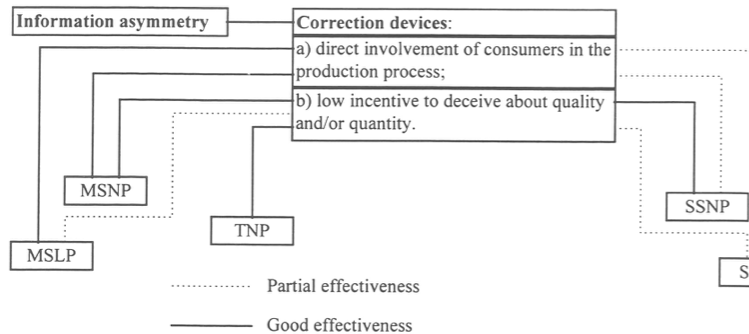 Information asymmetry
Correction devices:
a) direct involvement of consumers in the
production process;
b) low incentive to deceive about quality
and/or quantity.
MSNP
SSNP
TNP
MSLP
S
Partial effectiveness
Good effectiveness